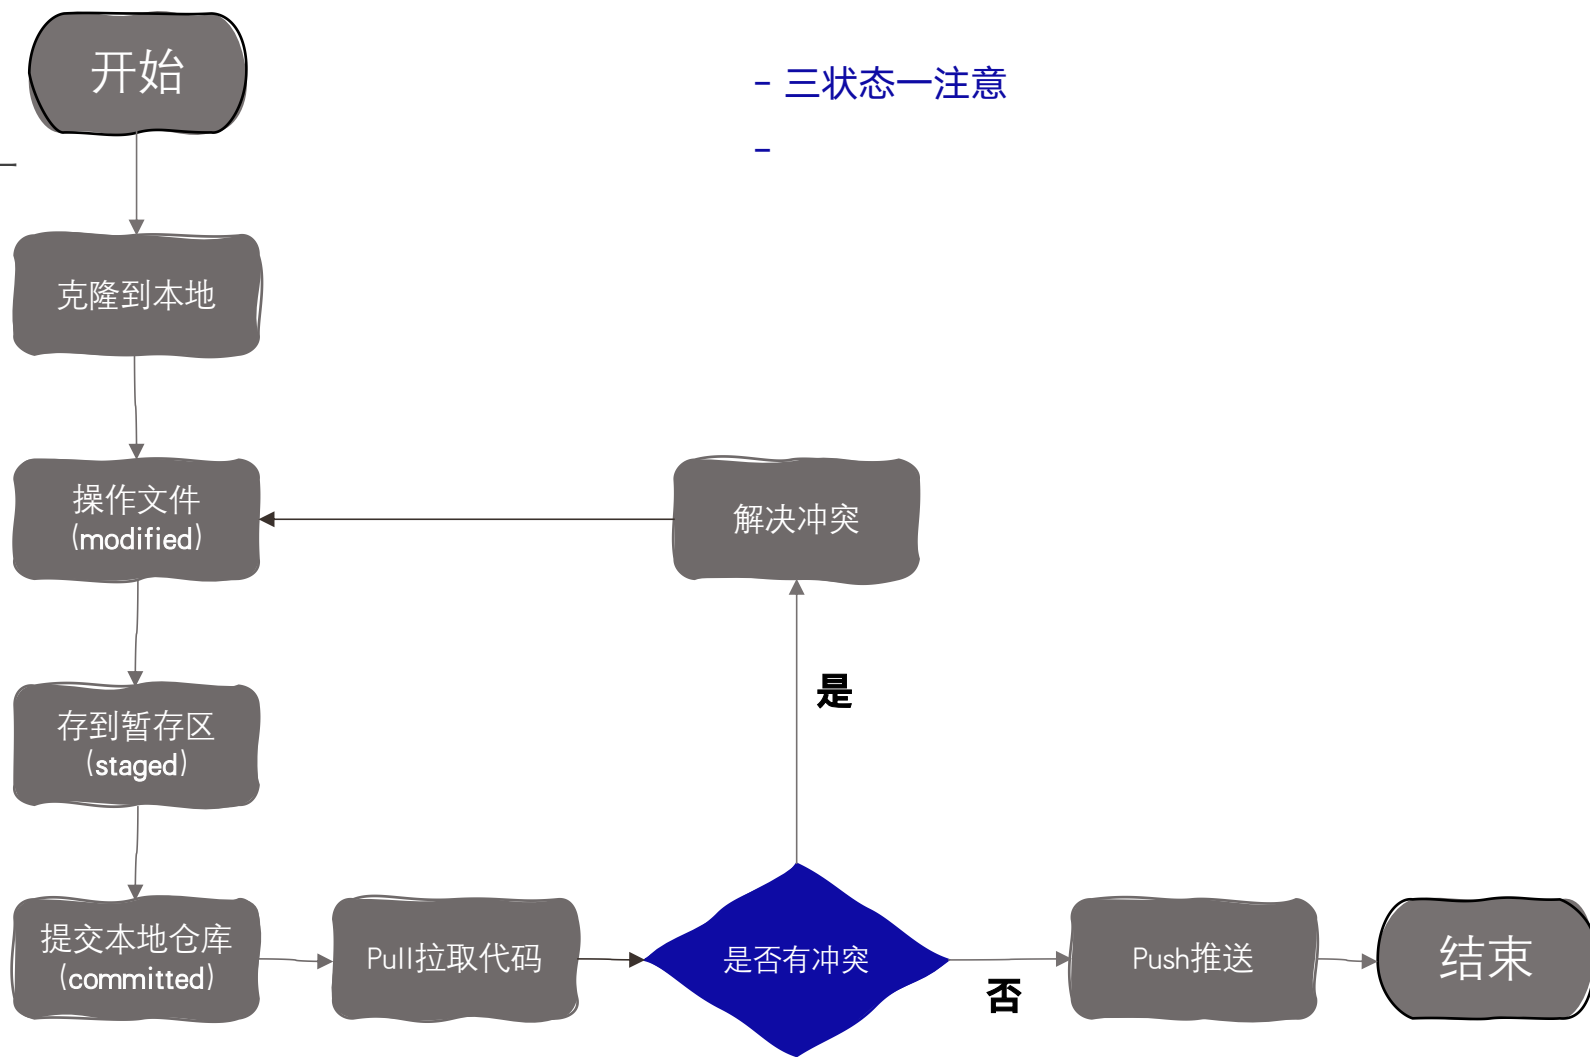 开始
- 三状态一注意
-
克隆到本地
操作文件
(modified)
解决冲突
是
存到暂存区
(staged)
提交本地仓库
(committed)
Pull拉取代码
是否有冲突
否
Push推送
结束